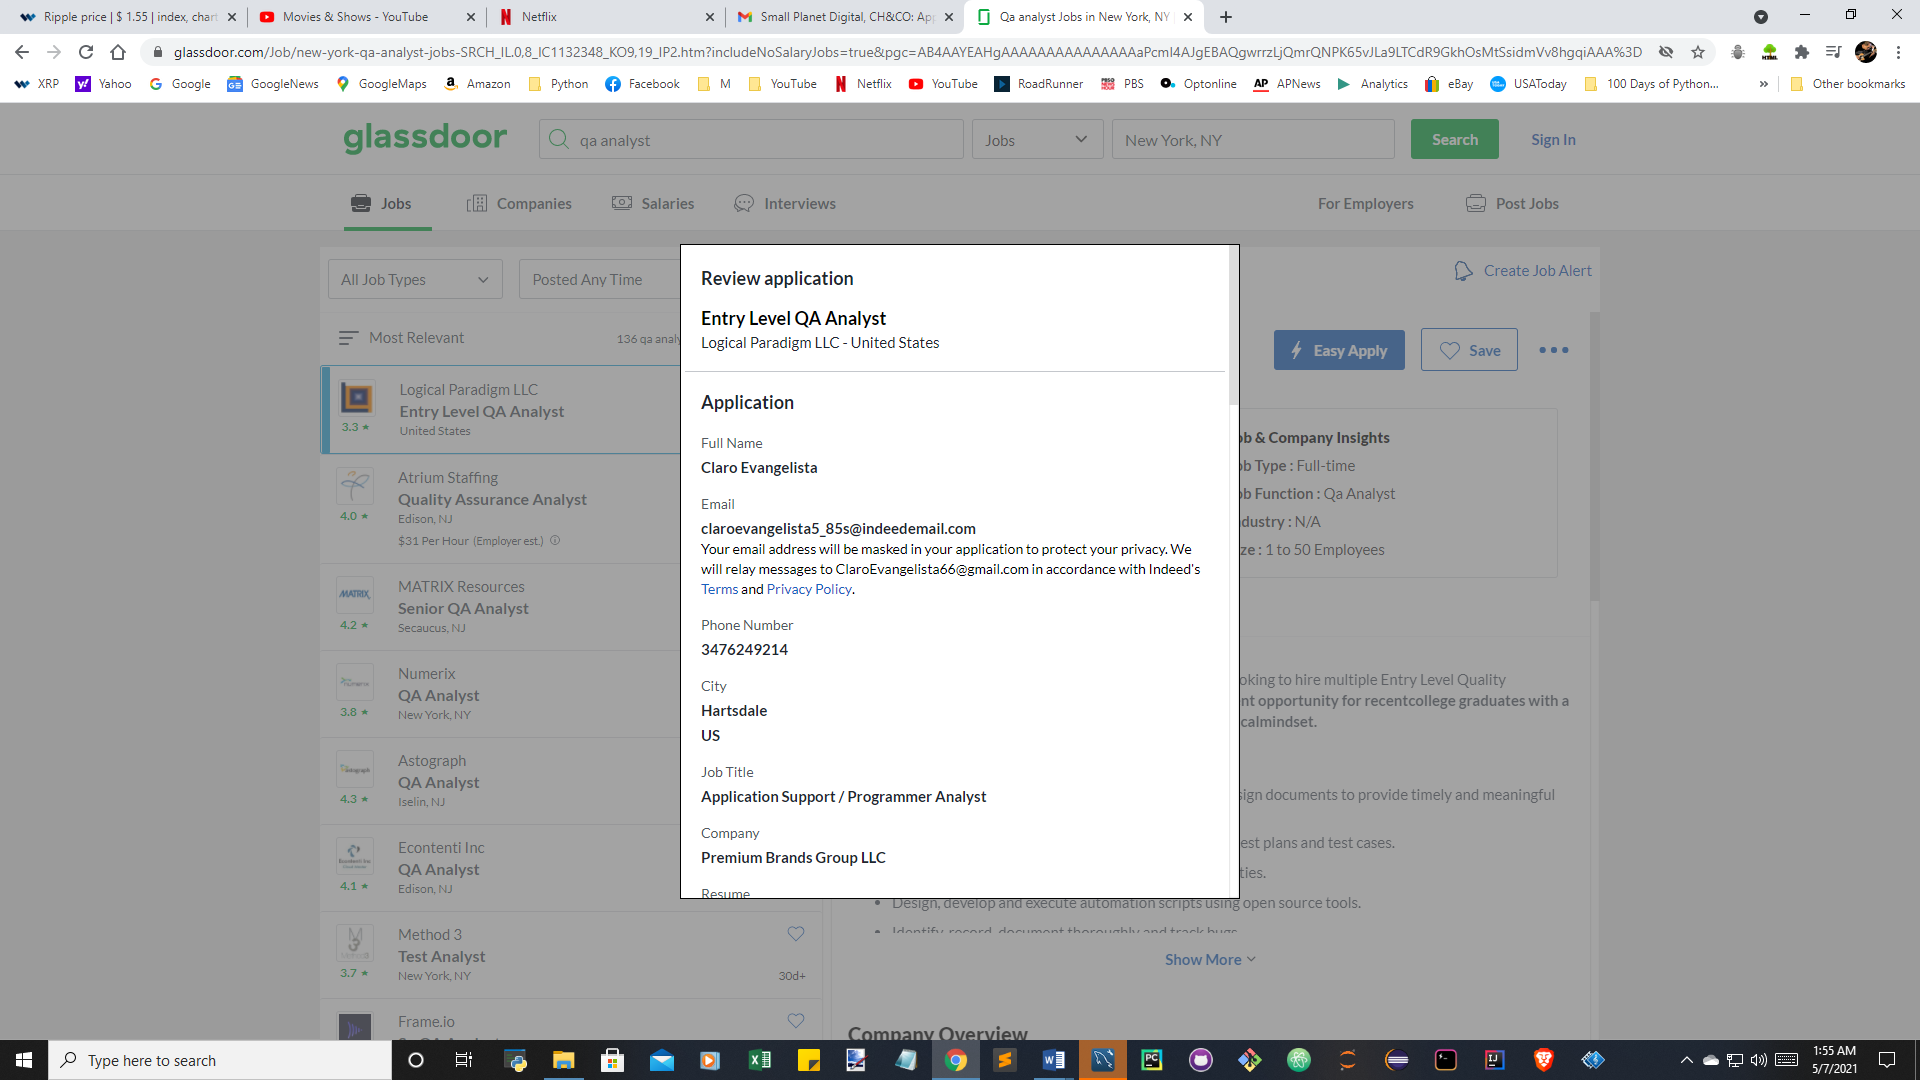 Ripple price | $ 1.55 | index, chart
Movies & Shows - YouTube
Netflix
Small Planet Digital, CH&CO: Ap
Qa analyst Jobs in New York, NY
glassdoor.com/Job/new-york-qa-analyst-jobs-SRCH_IL.0,8_IC1132348_KO9,19_IP2.htm?includeNoSalaryJobs=true&pgc=AB4AAYEAHgAAAAAAAAAAAAAAAaPcmI4AJgEBAQgwrrzLjQmrQNPK65vJLa9LTCdR9GkhOsMtSsidmVv8hgqiAAA%3D
XRP Yahoo Google GoogleNews GoogleMaps Amazon Python Facebook M YouTube Netflix YouTube RoadRunner PBS Optonline APNews Analytics eBay USAToday 100 Days of Python... » Other bookmarks
glassdoor qa analyst Jobs New York, NY Search Sign In
Jobs Companies Salaries Interviews For Employers Post Jobs
All Job Types Posted Any Time Create Job Alert
Most Relevant 136 qa analy
Logical Paradigm LLC
Entry Level QA Analyst
3.3 ★
United States
Atrium Staffing
Quality Assurance Analyst
4.0 ★
Edison, NJ
$31 Per Hour (Employer est.)
MATRIX
MATRIX Resources
Senior QA Analyst
4.2 ★
Secaucus, NJ
Numerix
QA Analyst
3.8 ★
New York, NY
Astograph
QA Analyst
4.3 ★
Iselin, NJ
Econtenti Inc
QA Analyst
4.1 ★
Edison, NJ
Method 3
Test Analyst
3.7 ★
New York, NY
30d+
Frame.io
Review application
Entry Level QA Analyst
Logical Paradigm LLC - United States
Application
Full Name
Claro Evangelista
Email
claroevangelista5_85s@indeedemail.com
Your email address will be masked in your application to protect your privacy. We
will relay messages to ClaroEvangelista66@gmail.com in accordance with Indeed's
Terms and Privacy Policy.
Phone Number
3476249214
City
Hartsdale
US
Job Title
Application Support / Programmer Analyst
Company
Premium Brands Group LLC
Resume
Easy Apply Save
ob & Company Insights
ob Type : Full-time
ob Function : Qa Analyst
dustry : N/A
ze : 1 to 50 Employees
oking to hire multiple Entry Level Quality
nt opportunity for recentcollege graduates with a
calmindset.
sign documents to provide timely and meaningful
est plans and test cases.
ties.
• Design, develop and execute automation scripts using open source tools.
• Identify, record, document thoroughly and track bugs.
Show More
Company Overview
Type here to search
1:55 AM
5/7/2021